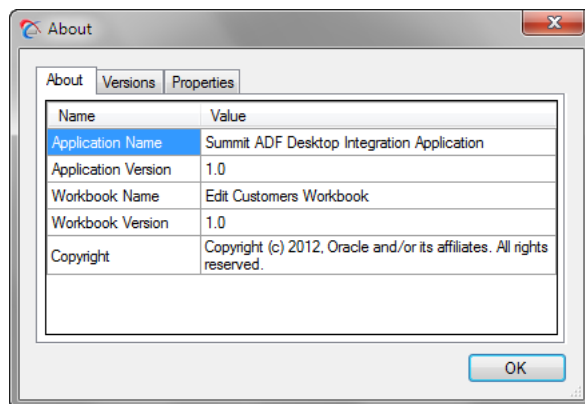 About
About Versions Properties
Name Value
Application Name Summit ADF Desktop Integration Application
Application Version 1.0
Workbook Name Edit Customers Workbook
Workbook Version 1.0
Copyright Copyright (c) 2012, Oracle and/or its affiliates. All rights
reserved.
OK